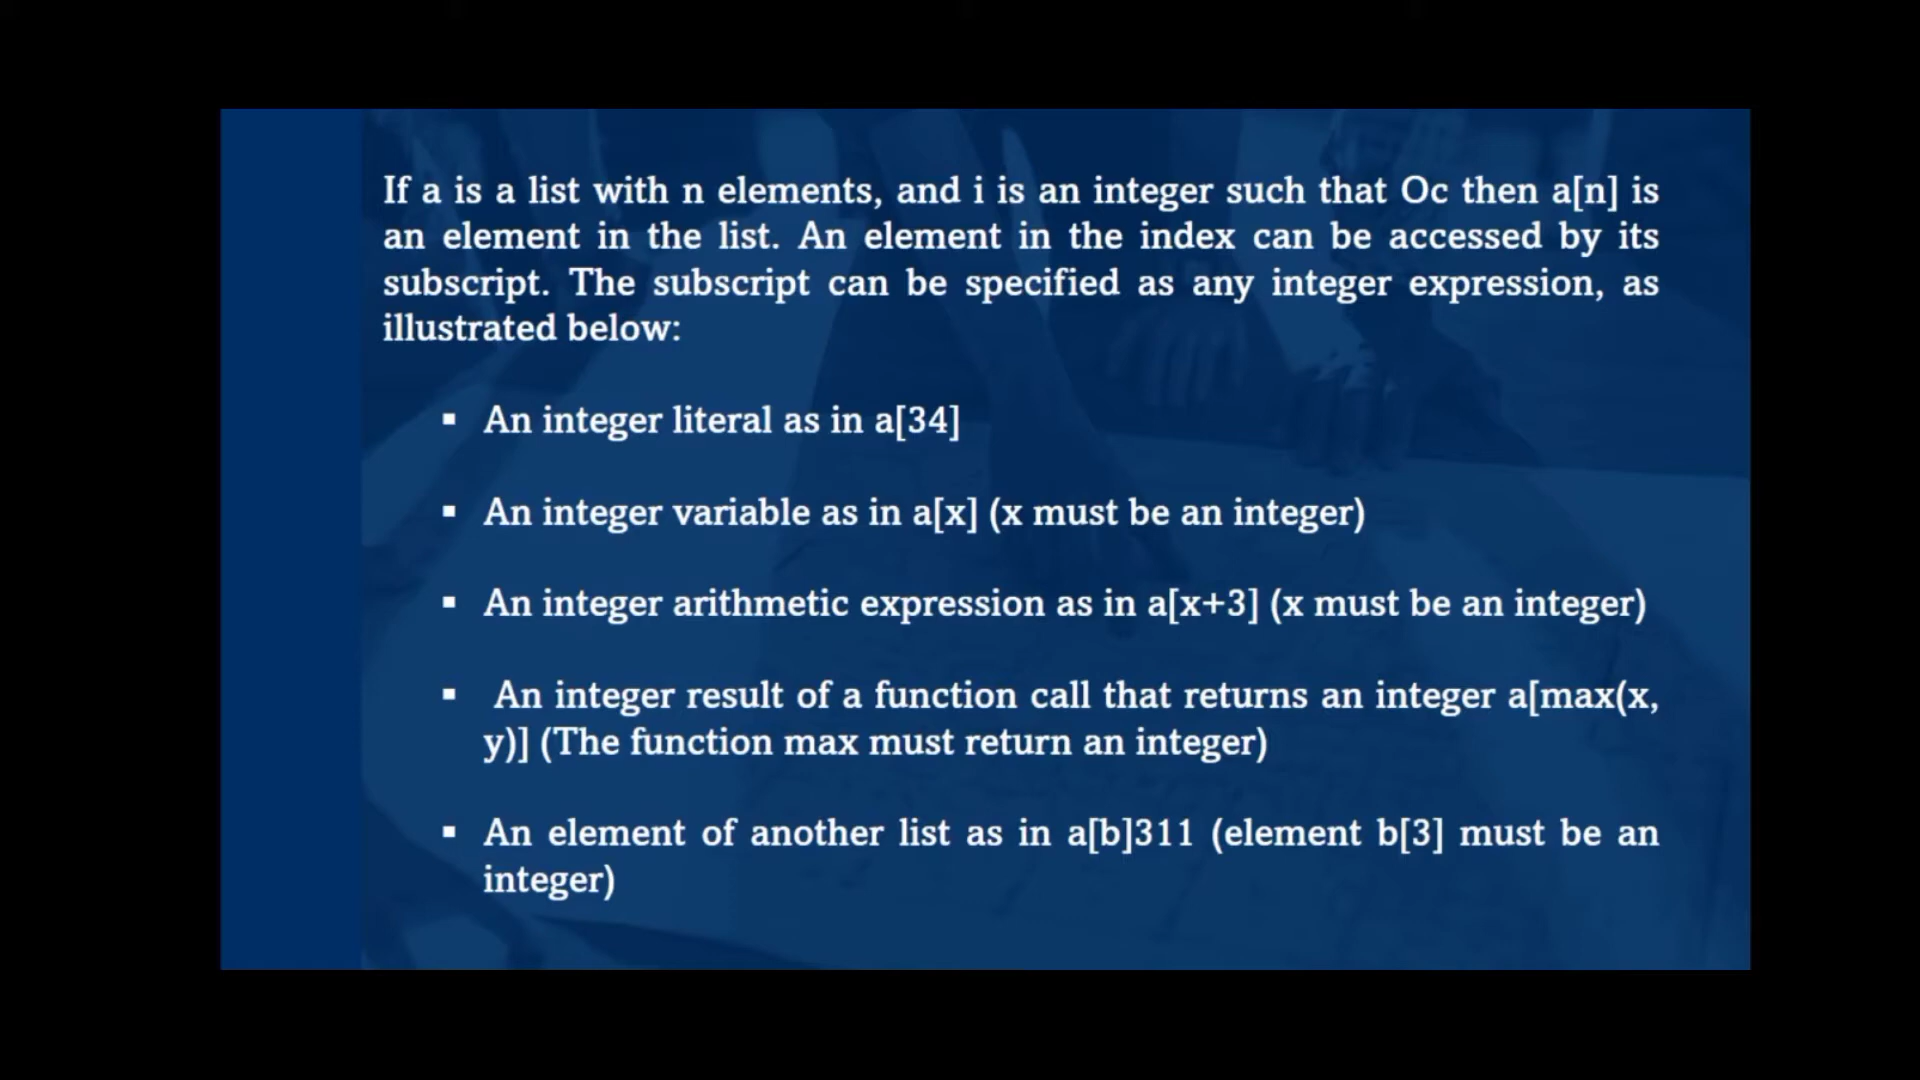 If a is a list with n elements, and i is an integer such that Oc then a[n] is
an element in the list. An element in the index can be accessed by its
subscript. The subscript can be specified as any integer expression, as
illustrated below:
▪ An integer literal as in a[34]
▪ An integer variable as in a[x] (x must be an integer)
▪ An integer arithmetic expression as in a[x+3] (x must be an integer)
▪ An integer result of a function call that returns an integer a[max(x,
y)] (The function max must return an integer)
▪ An element of another list as in a[b]311 (element b[3] must be an
integer)